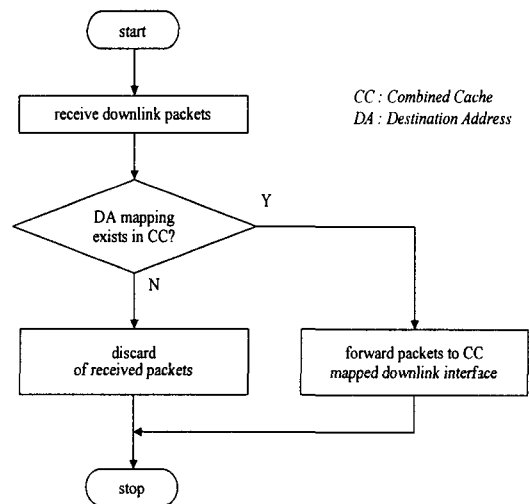 start
receive downlink packets
CC : Combined Cache
DA : Destination Address
DA mapping
exists in CC?
Y
N
discard
of received packets
forward packets to CC
mapped downlink interface
stop